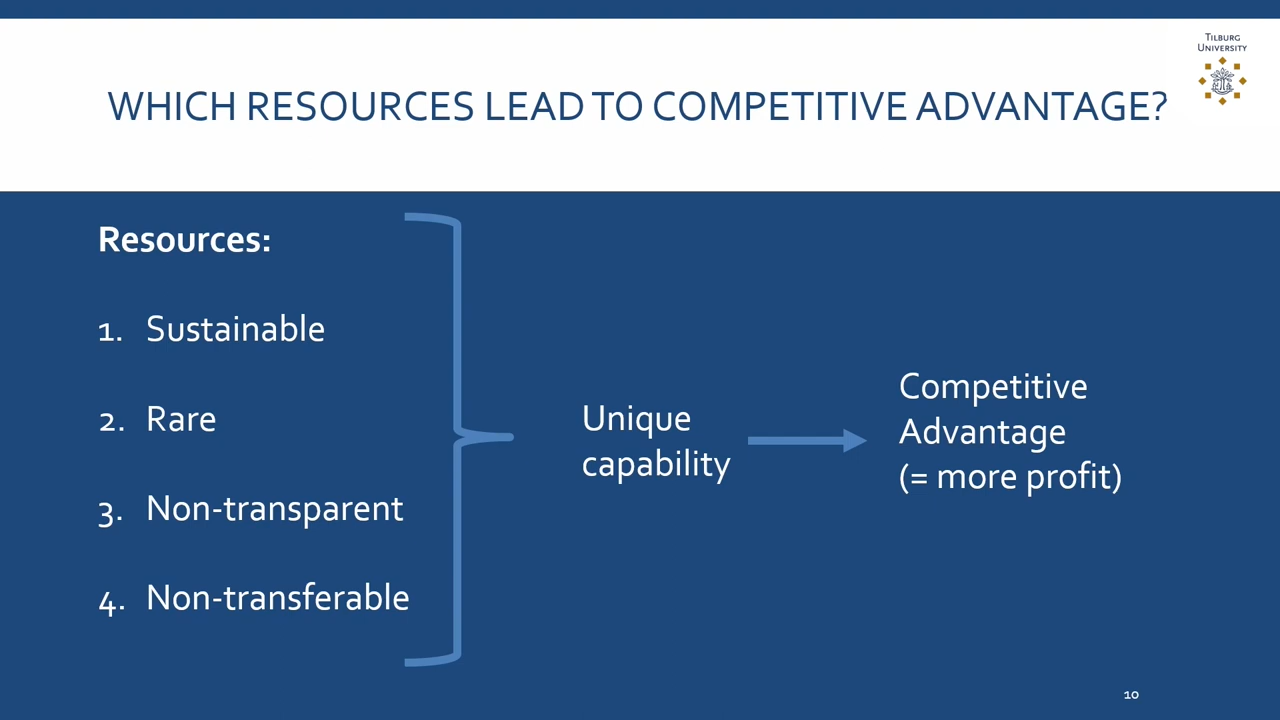 TILBURG
UNIVERSITY
WHICH RESOURCES LEAD TO COMPETITIVE ADVANTAGE?
Resources:
1. Sustainable
2. Rare
3. Non-transparent
4. Non-transferable
Unique
capability
Competitive
Advantage
(= more profit)
10